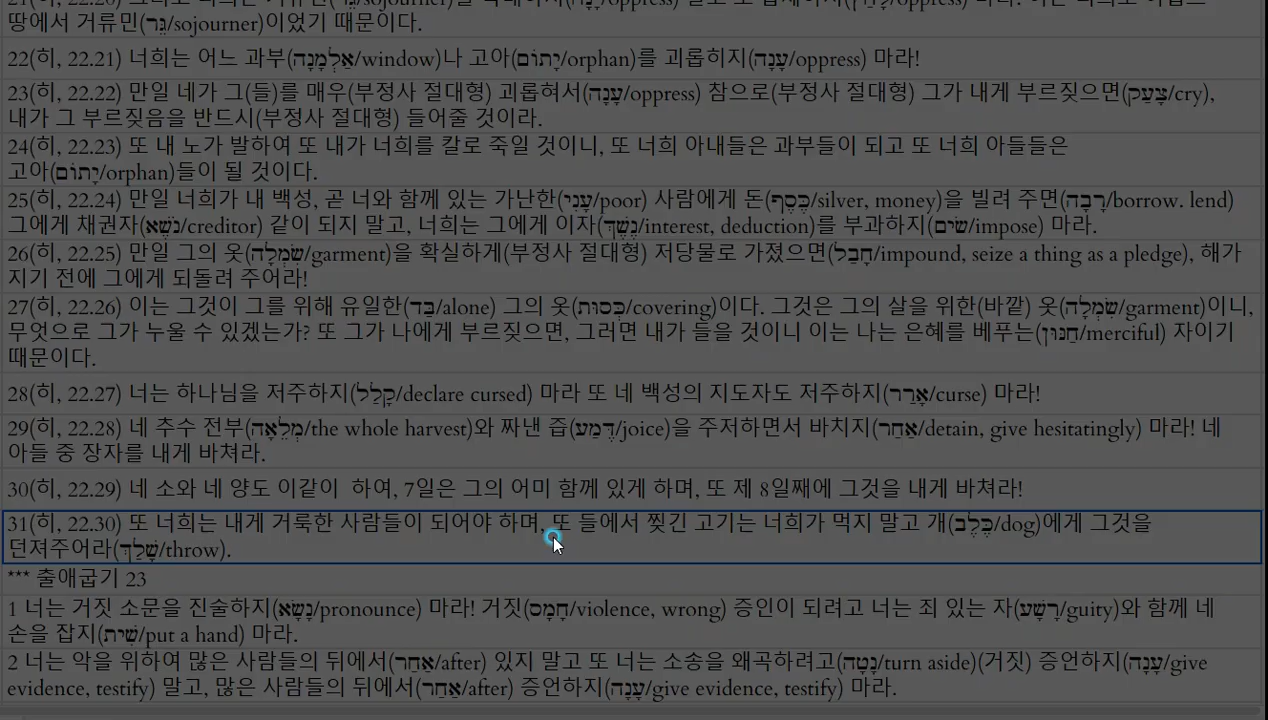 땅에서 거류민(גֵּר/sojourner)이었기 때문이다.
22(히, 22.21) 너희는 어느 과부(אַלְמָנָה/window)나 고아(יָתוֹם/orphan)를 괴롭히지(עָנָה/oppress) 마라!
23(히, 22.22) 만일 네가 그(들)를 매우(부정사 절대형) 괴롭혀서(עָנָה/oppress) 참으로(부정사 절대형) 그가 내게 부르짖으면(צָעַק/cry),
내가 그 부르짖음을 반드시(부정사 절대형) 들어줄 것이라.
24(히, 22.23) 또 내 노가 발하여 또 내가 너희를 칼로 죽일 것이니, 또 너희 아내들은 과부들이 되고 또 너희 아들들은
고아(יָתוֹם/orphan)들이 될 것이다.
25(히, 22.24) 만일 너희가 내 백성, 곧 너와 함께 있는 가난한(עָנִי/poor) 사람에게 돈(כֶּסֶף/silver, money)을 빌려 주면(רָבָה/borrow. lend)
그에게 채권자(נֹשֶׁא/creditor) 같이 되지 말고, 너희는 그에게 이자(נֶשֶׁךְ/interest, deduction)를 부과하지(שִׂים/impose) 마라.
26(히, 22.25) 만일 그의 옷(שִׂמְלָה/garment)을 확실하게(부정사 절대형) 저당물로 가졌으면(חָבַל/impound, seize a thing as a pledge), 해가
지기 전에 그에게 되돌려 주어라!
27(히, 22.26) 이는 그것이 그를 위해 유일한(בַּד/alone) 그의 옷(כְּסוּת/covering)이다. 그것은 그의 살을 위한(바깥) 옷(שִׂמְלָה/garment)이니,
무엇으로 그가 누울 수 있겠는가? 또 그가 나에게 부르짖으면, 그러면 내가 들을 것이니 이는 나는 은혜를 베푸는(חַנּוּן/merciful) 자이기
때문이다.
28(히, 22.27) 너는 하나님을 저주하지(קָלַל/declare cursed) 마라 또 네 백성의 지도자도 저주하지(אָרַר/curse) 마라!
29(히, 22.28) 네 추수 전부(מְלֵאָה/the whole harvest)와 짜낸 즙(דֶּמַע/joice)을 주저하면서 바치지(אַחַר/detain, give hesitatingly) 마라! 네
아들 중 장자를 내게 바쳐라.
30(히, 22.29) 네 소와 네 양도 이같이 하여, 7일은 그의 어미 함께 있게 하며, 또 제 8일째에 그것을 내게 바쳐라!
31(히, 22.30) 또 너희는 내게 거룩한 사람들이 되어야 하며, 또 들에서 찢긴 고기는 너희가 먹지 말고 개(כֶּלֶב/dog)에게 그것을
던져주어라(שָׁלַךְ/throw).
*** 출애굽기 23
1 너는 거짓 소문을 진술하지(נָשָׂא/pronounce) 마라! 거짓(חָמָס/violence, wrong) 증인이 되려고 너는 죄 있는 자(רָשָׁע/guity)와 함께 네
손을 잡지(שִׁית/put a hand) 마라.
2 너는 악을 위하여 많은 사람들의 뒤에서(אַחַר/after) 있지 말고 또 너는 소송을 왜곡하려고(נָטָה/turn aside)(거짓) 증언하지(עָנָה/give
evidence, testify) 말고, 많은 사람들의 뒤에서(אַחַר/after) 증언하지(עָנָה/give evidence, testify) 마라.